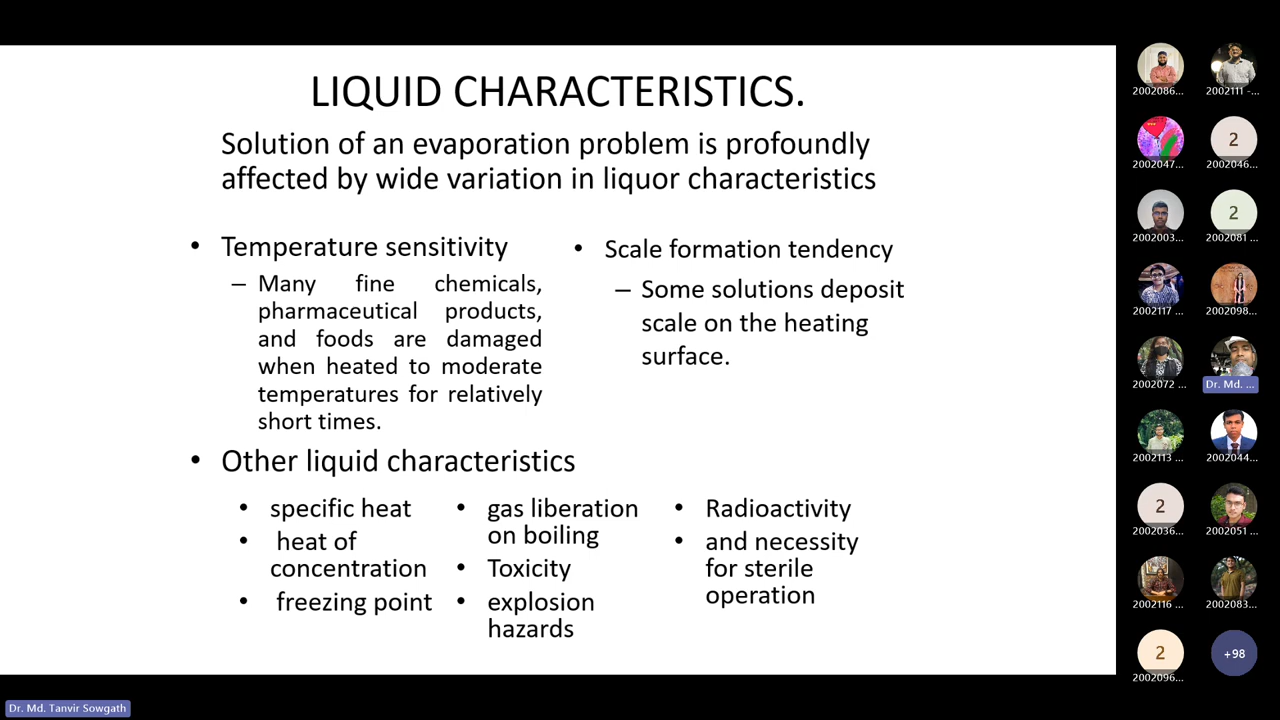 LIQUID CHARACTERISTICS.
Solution of an evaporation problem is profoundly
affected by wide variation in liquor characteristics
• Temperature sensitivity
– Many fine chemicals,
pharmaceutical products,
and foods are damaged
when heated to moderate
temperatures for relatively
short times.
• Scale formation tendency
– Some solutions deposit
scale on the heating
surface.
• Other liquid characteristics
• specific heat
• heat of
concentration
• freezing point
• gas liberation
on boiling
• Toxicity
• explosion
hazards
• Radioactivity
• and necessity
for sterile
operation
2002086...
2002111 -...
2002047...
2
2002046...
2002003...
2
2002081 ...
2002117 ...
2002098...
2002072 ...
Dr. Md. ...
2002113 ...
2002044...
2
2002036...
2002051 ...
2002116 ...
2002083...
2
2002096...
+98
Dr. Md. Tanvir Sowgath